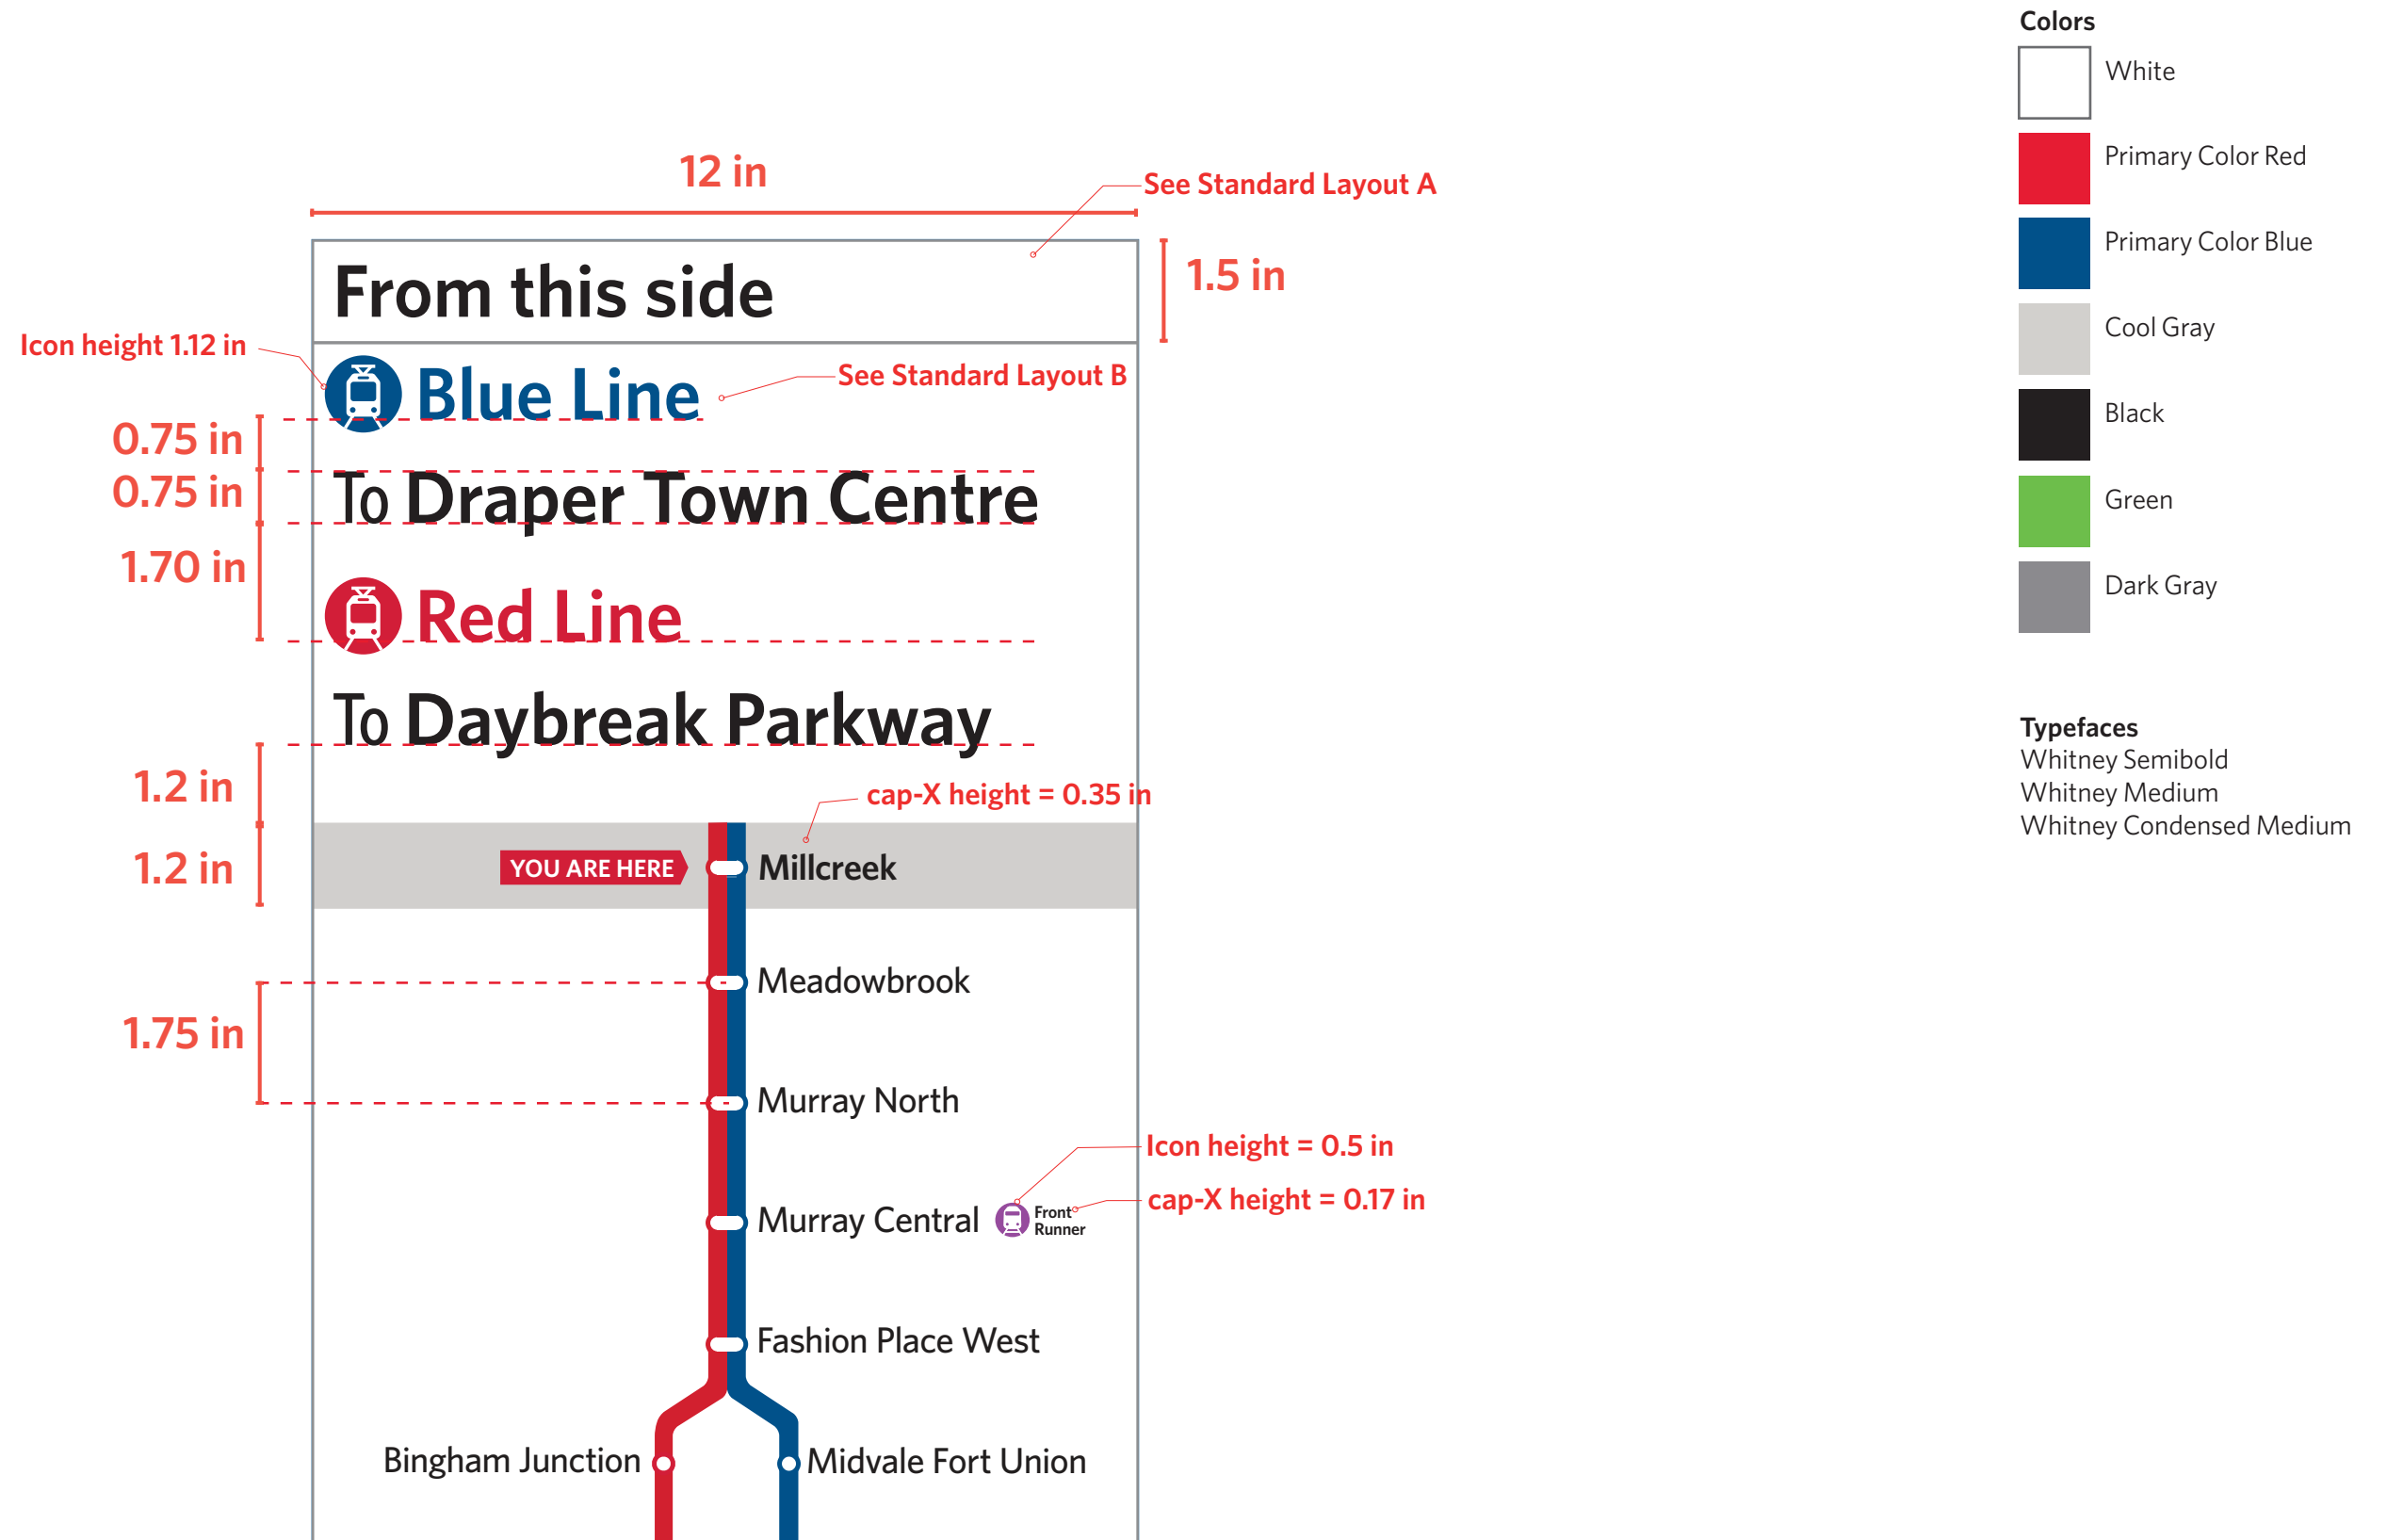 Colors
White
Primary Color Red
Primary Color Blue
Cool Gray
Black
Green
Dark Gray
Typefaces
Whitney Semibold
Whitney Medium
Whitney Condensed Medium
12 in
See Standard Layout A
1.5 in
From this side
Icon height 1.12 in
Blue Line
See Standard Layout B
0.75 in
0.75 in
To Draper Town Centre
1.70 in
Red Line
To Daybreak Parkway
1.2 in
cap-X height = 0.35 in
1.2 in
YOU ARE HERE
Millcreek
Meadowbrook
1.75 in
Murray North
Icon height = 0.5 in
cap-X height = 0.17 in
Murray Central
Front
Runner
Fashion Place West
Bingham Junction
Midvale Fort Union